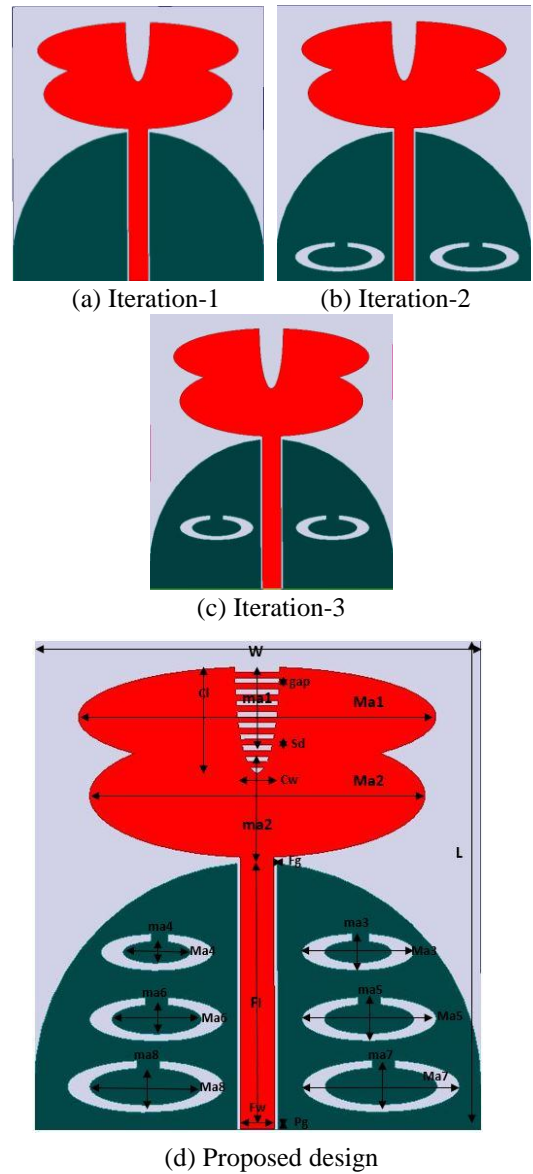 (a) Iteration-1
(b) Iteration-2
(c) Iteration-3
W
Cl
ma1
gap
Ma1
Sd
Cw
Ma2
ma2
L
Fg
ma4
Ma4
ma3
Ma3
ma6
Ma6
Fl
ma5
Ma5
ma8
Ma8
ma7
Ma7
Fw
Pg
(d) Proposed design